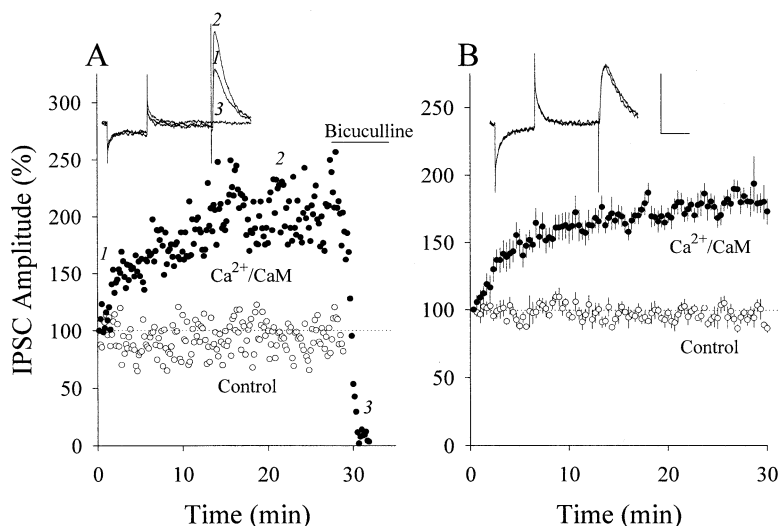 A
2
1
3
B
Bicuculline
2
1
Ca²⁺/CaM
Control
3
Ca²⁺/CaM
Control
IPSC Amplitude (%)
300
250
200
150
100
50
0
0 10 20 30
Time (min)
250
200
150
100
50
0
0 10 20 30
Time (min)